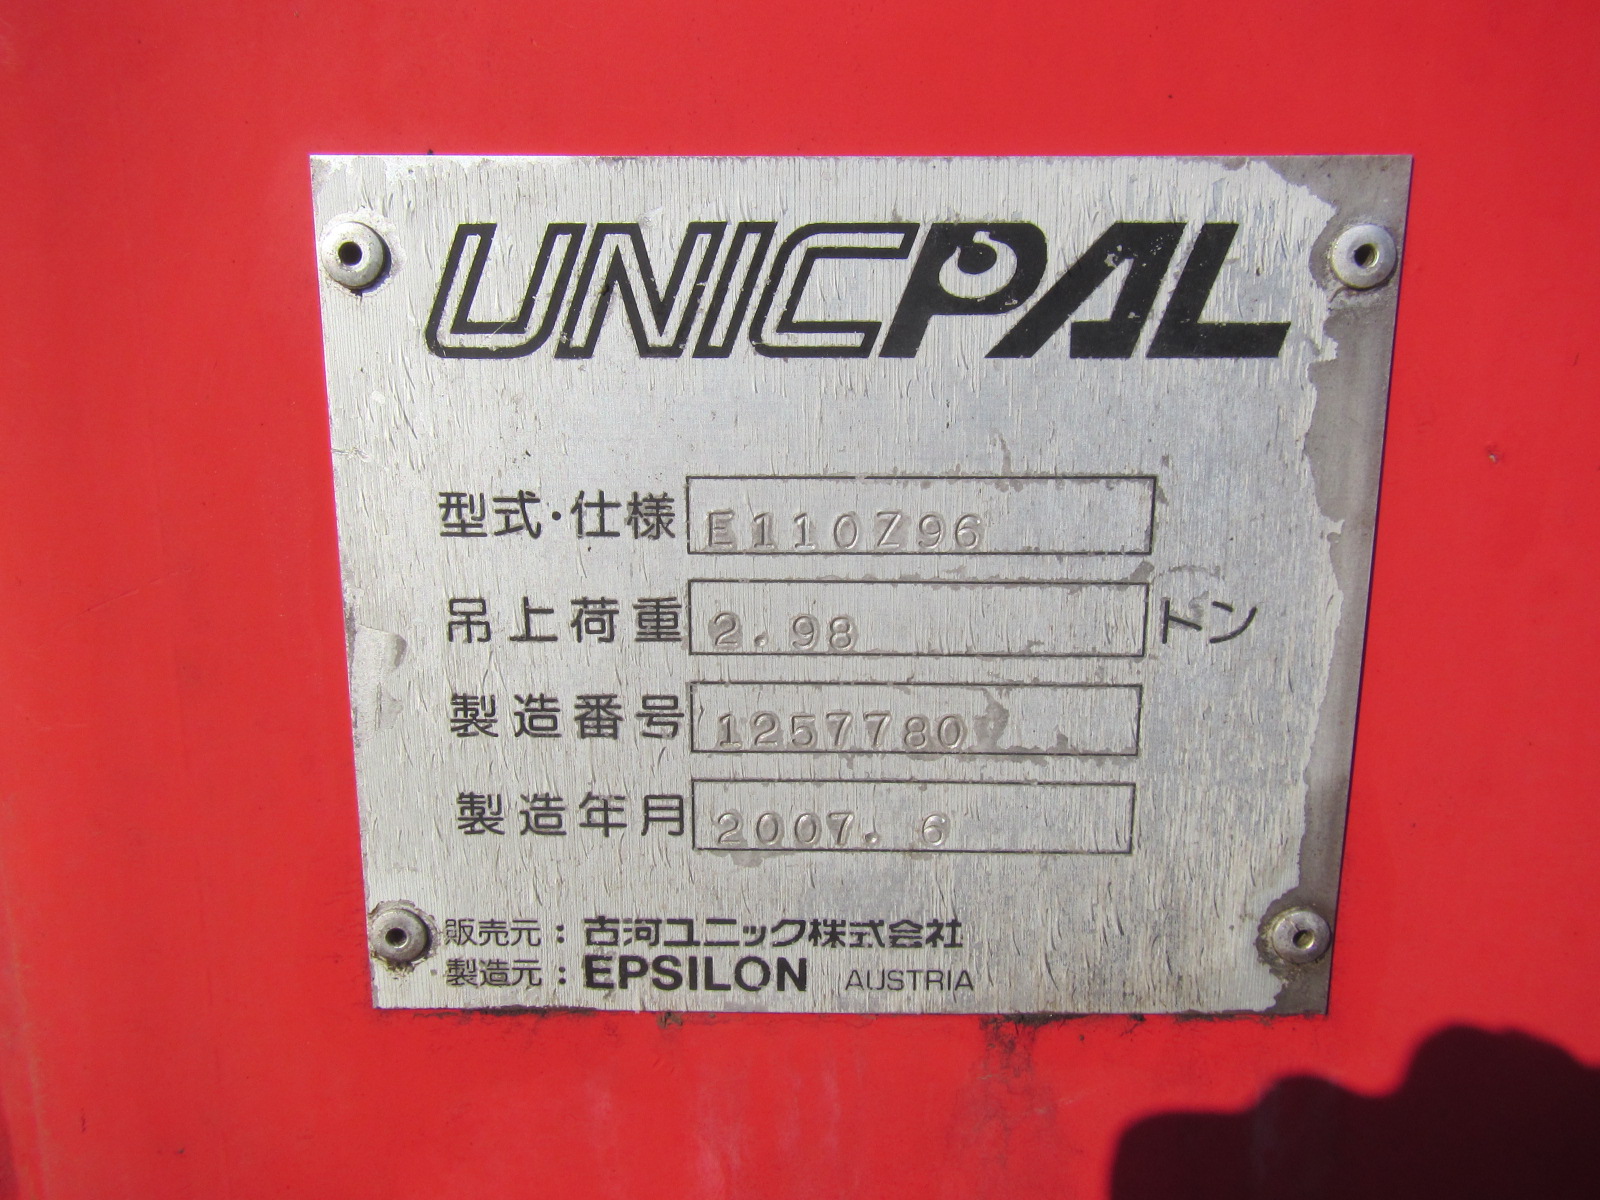 UNICPAL
型式・仕様 E110Z96
吊上荷重 2.98 トン
製造番号 1257780
製造年月 2007. 6
販売元：古河ユニック株式会社
製造元：EPSILON AUSTRIA